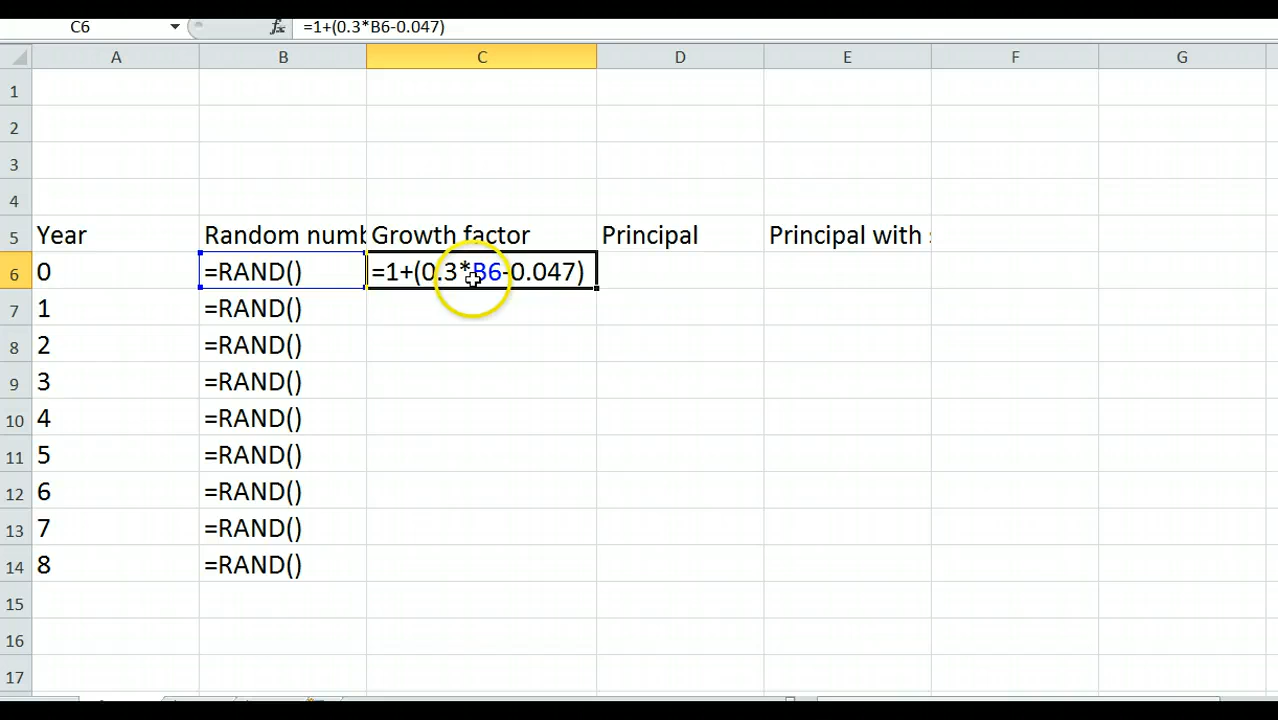 C6 fx =1+(0.3*B6-0.047)
A B C D E F G
1
2
3
4
5 Year Random numb Growth factor Principal Principal with
6 0 =RAND() =1+(0.3*B6-0.047)
7 1 =RAND()
8 2 =RAND()
9 3 =RAND()
10 4 =RAND()
11 5 =RAND()
12 6 =RAND()
13 7 =RAND()
14 8 =RAND()
15
16
17